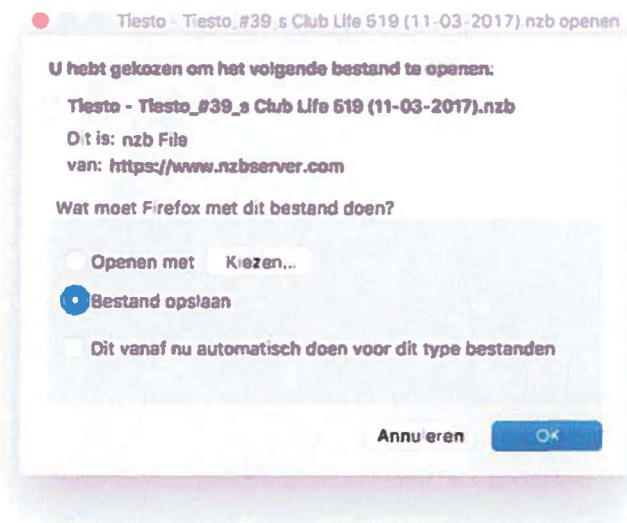 Tiesto - Tiesto_#39_s Club Life 519 (11-03-2017).nzb openen
U hebt gekozen om het volgende bestand te openen:
Tiesto - Tiesto_#39_s Club Life 519 (11-03-2017).nzb
Dit is: nzb File
van: https://www.nzbserver.com
Wat moet Firefox met dit bestand doen?
Openen met Kiezen...
Bestand opslaan
Dit vanaf nu automatisch doen voor dit type bestanden
Annuleren OK